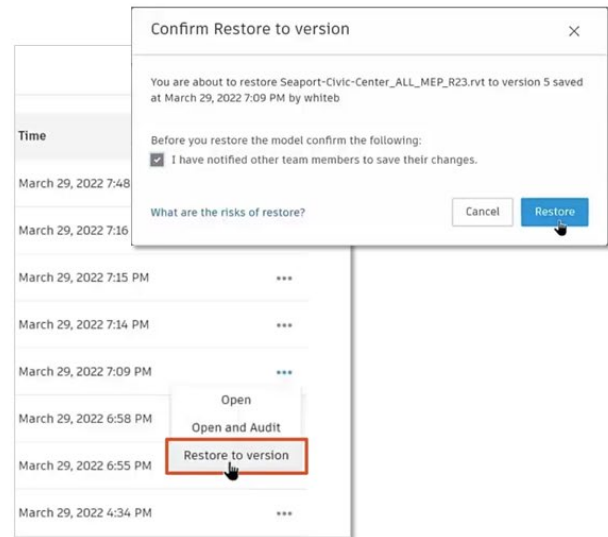 Confirm Restore to version
You are about to restore Seaport-Civic-Center_ALL_MEP_R23.rvt to version 5 saved
at March 29, 2022 7:09 PM by whiteb
Before you restore the model confirm the following:
I have notified other team members to save their changes.
What are the risks of restore?
Cancel
Restore
Time
March 29, 2022 7:48
March 29, 2022 7:16
March 29, 2022 7:15 PM
March 29, 2022 7:14 PM
March 29, 2022 7:09 PM
Open
March 29, 2022 6:58 PM
Open and Audit
Restore to version
March 29, 2022 6:55 PM
March 29, 2022 4:34 PM